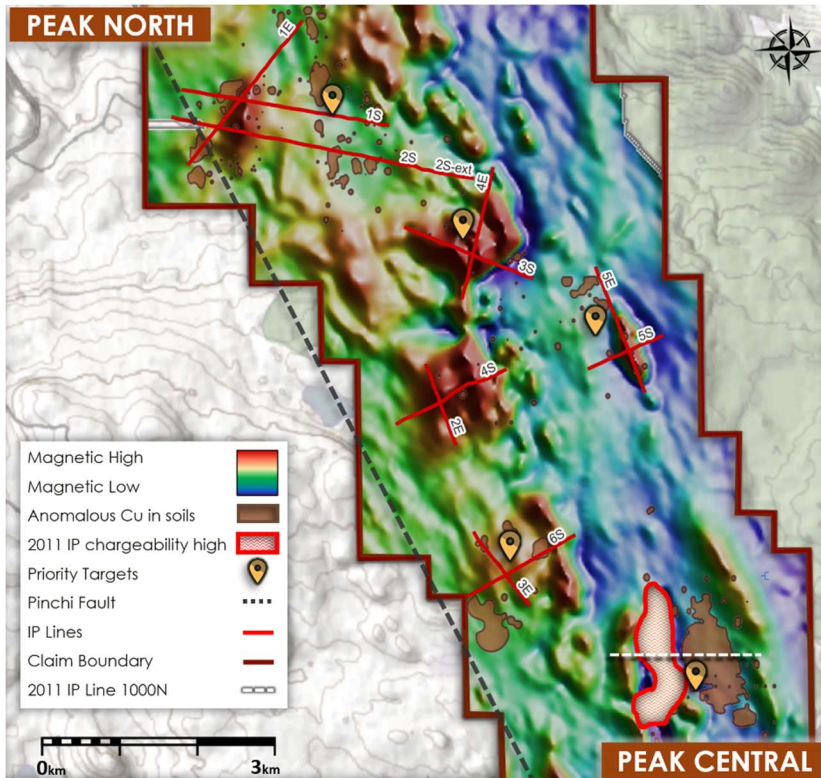 PEAK NORTH
1E
1S
2S
2S-ext
4E
3S
5E
5S
4S
2E
6S
3E
Magnetic High
Magnetic Low
Anomalous Cu in soils
2011 IP chargeability high
Priority Targets
Pinchi Fault
IP Lines
Claim Boundary
2011 IP Line 1000N
0km
3km
PEAK CENTRAL